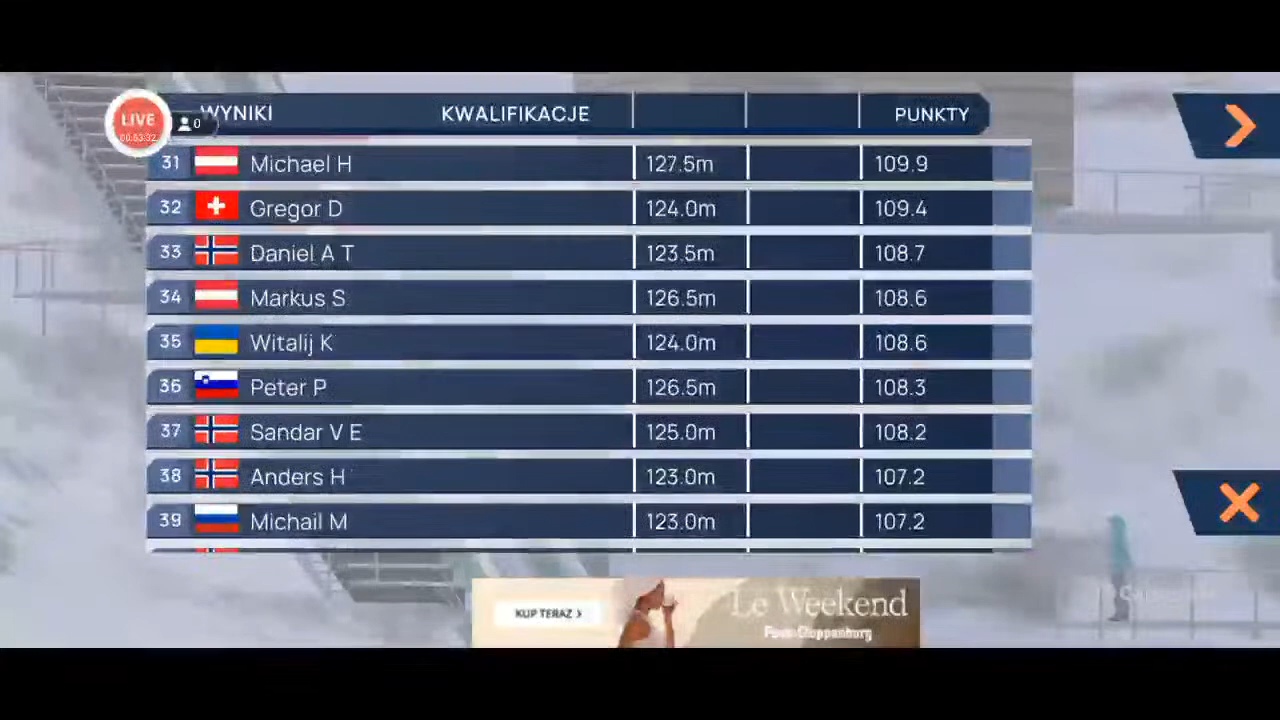 WYNIKI KWALIFIKACJE PUNKTY
LIVE
00:53:32
0
31 Michael H 127.5m 109.9
32 Gregor D 124.0m 109.4
33 Daniel A T 123.5m 108.7
34 Markus S 126.5m 108.6
35 Witalij K 124.0m 108.6
36 Peter P 126.5m 108.3
37 Sandar V E 125.0m 108.2
38 Anders H 123.0m 107.2
39 Michail M 123.0m 107.2
KUP TERAZ
Le Weekend